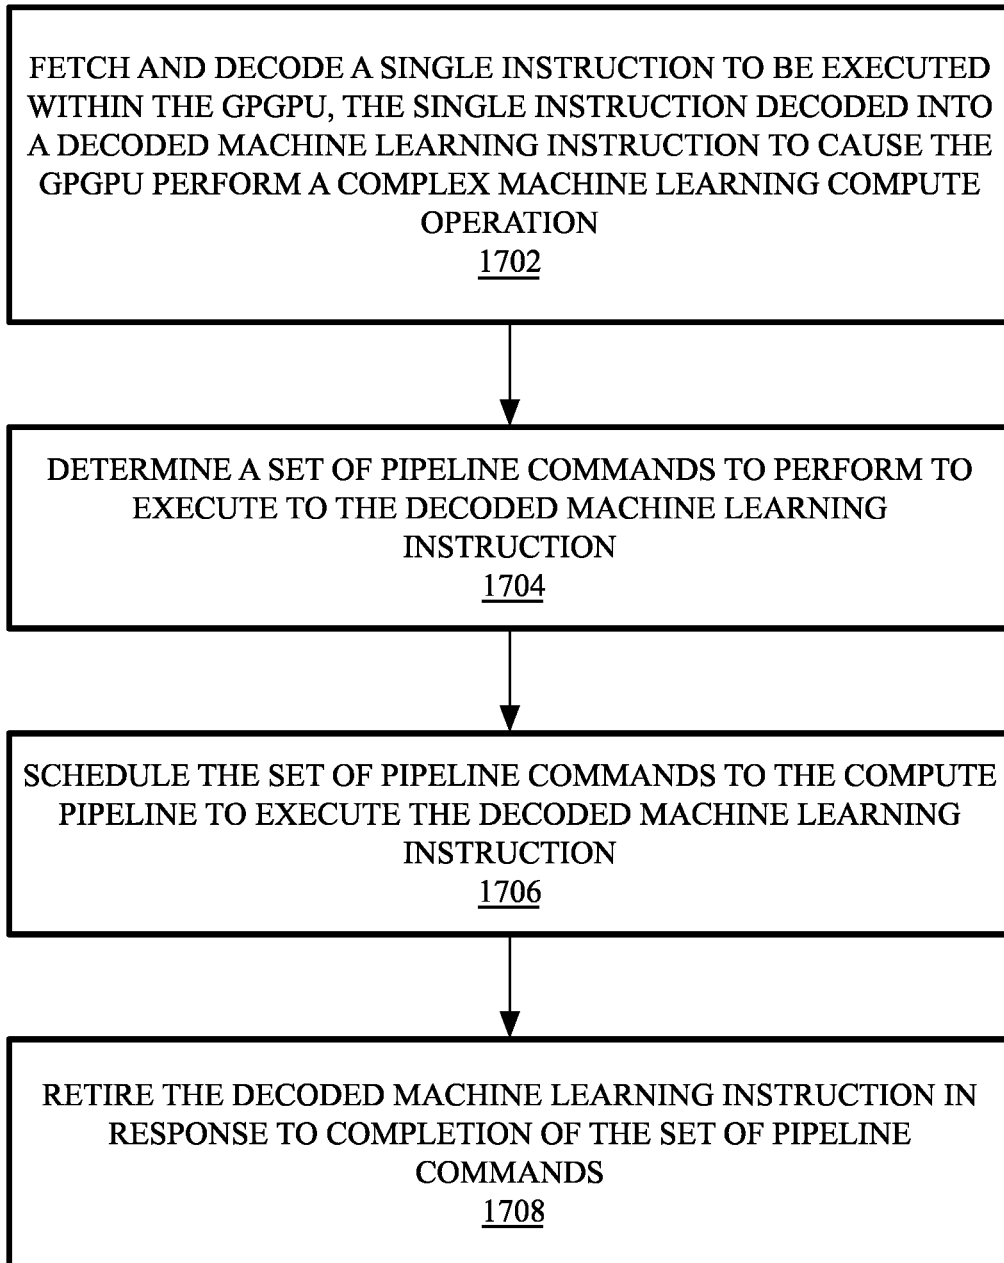 FETCH AND DECODE A SINGLE INSTRUCTION TO BE EXECUTED
WITHIN THE GPGPU, THE SINGLE INSTRUCTION DECODED INTO
A DECODED MACHINE LEARNING INSTRUCTION TO CAUSE THE
GPGPU PERFORM A COMPLEX MACHINE LEARNING COMPUTE
OPERATION
1702
DETERMINE A SET OF PIPELINE COMMANDS TO PERFORM TO
EXECUTE TO THE DECODED MACHINE LEARNING
INSTRUCTION
1704
SCHEDULE THE SET OF PIPELINE COMMANDS TO THE COMPUTE
PIPELINE TO EXECUTE THE DECODED MACHINE LEARNING
INSTRUCTION
1706
RETIRE THE DECODED MACHINE LEARNING INSTRUCTION IN
RESPONSE TO COMPLETION OF THE SET OF PIPELINE
COMMANDS
1708